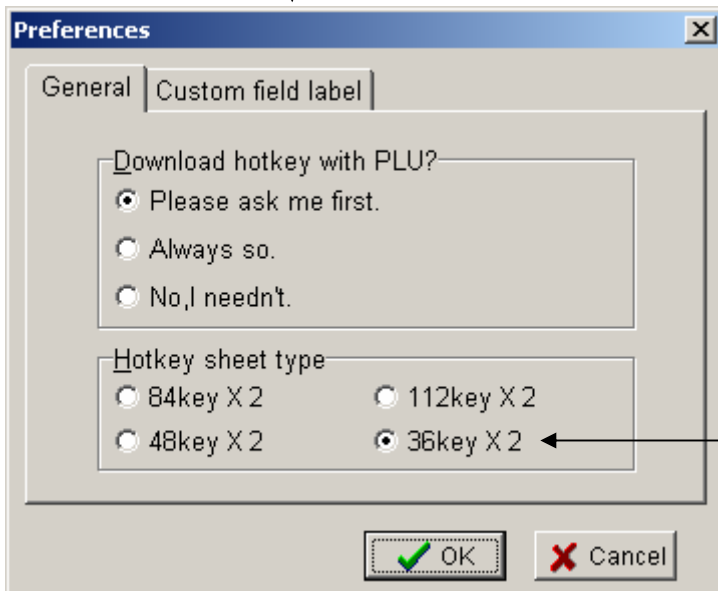 Preferences
General Custom field label
Download hotkey with PLU?
Please ask me first.
Always so.
No,I needn't.
Hotkey sheet type
84key X 2 112key X 2
48key X 2 36key X 2
OK Cancel